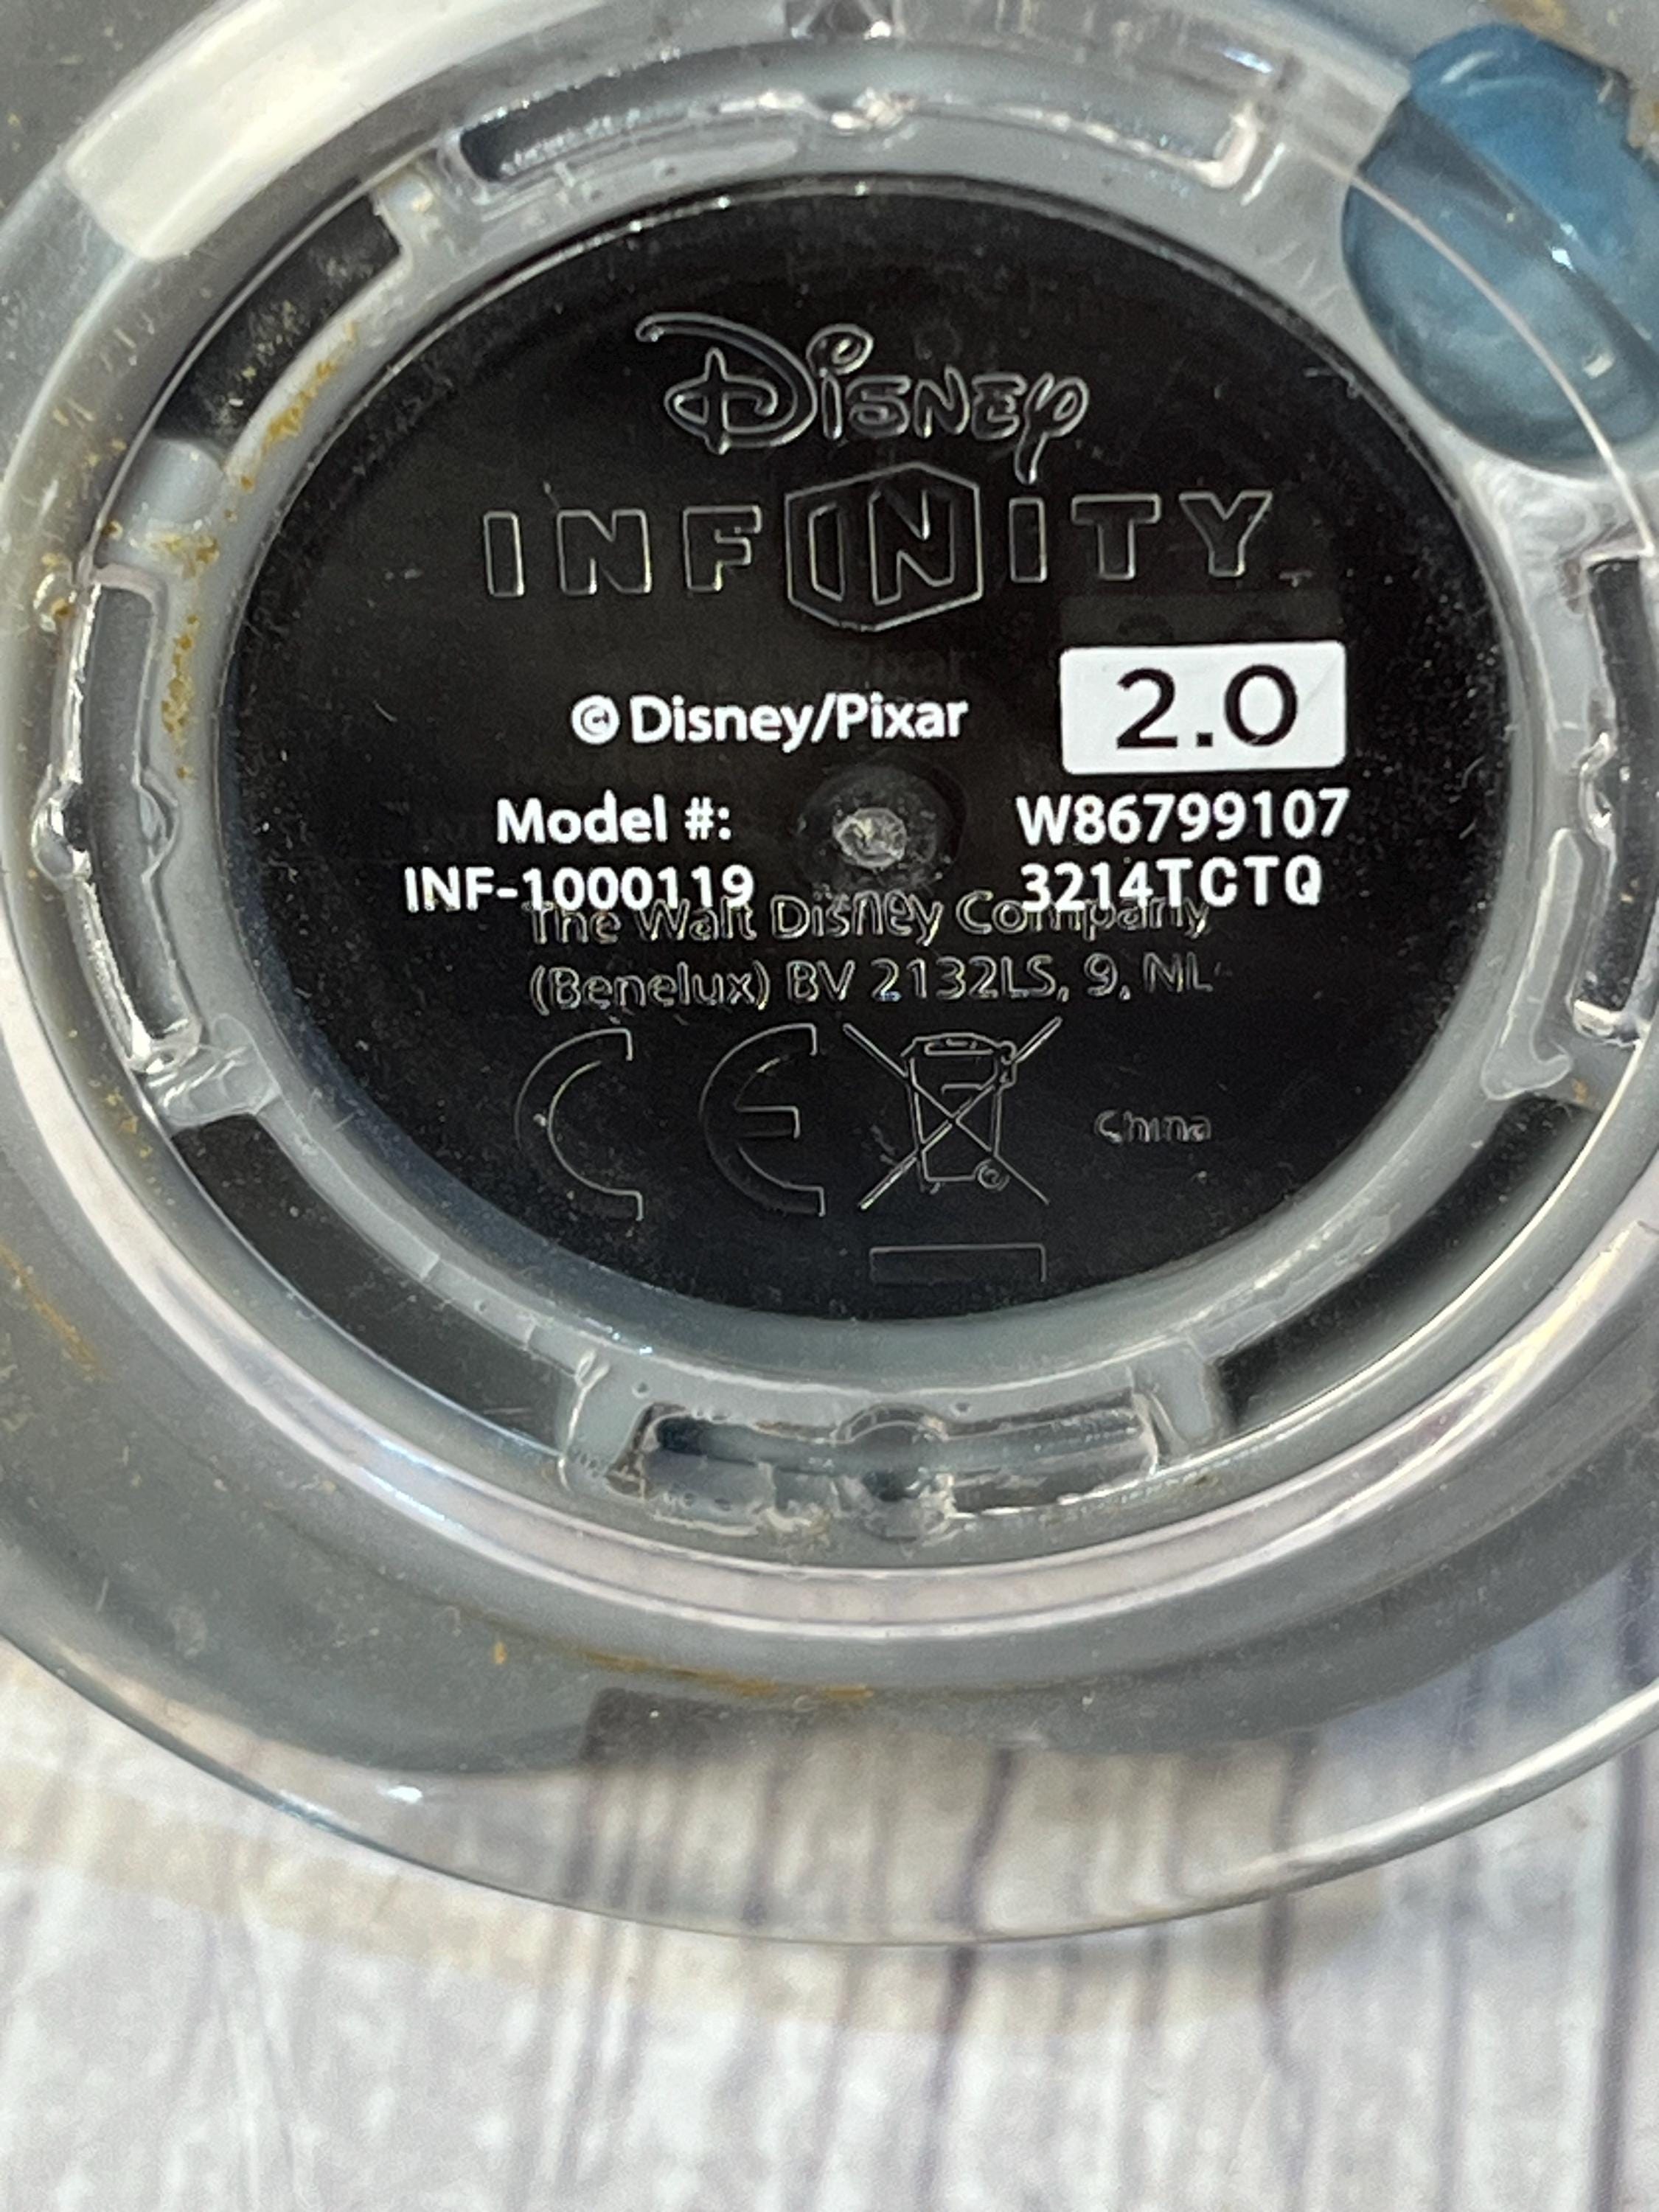 Disney
INFINITY
©Disney/Pixar
2.0
Model #:
W86799107
INF-1000119
3214TCTQ
The Walt Disney Company
(Benelux) BV 2132LS, 9, NL
CE
China